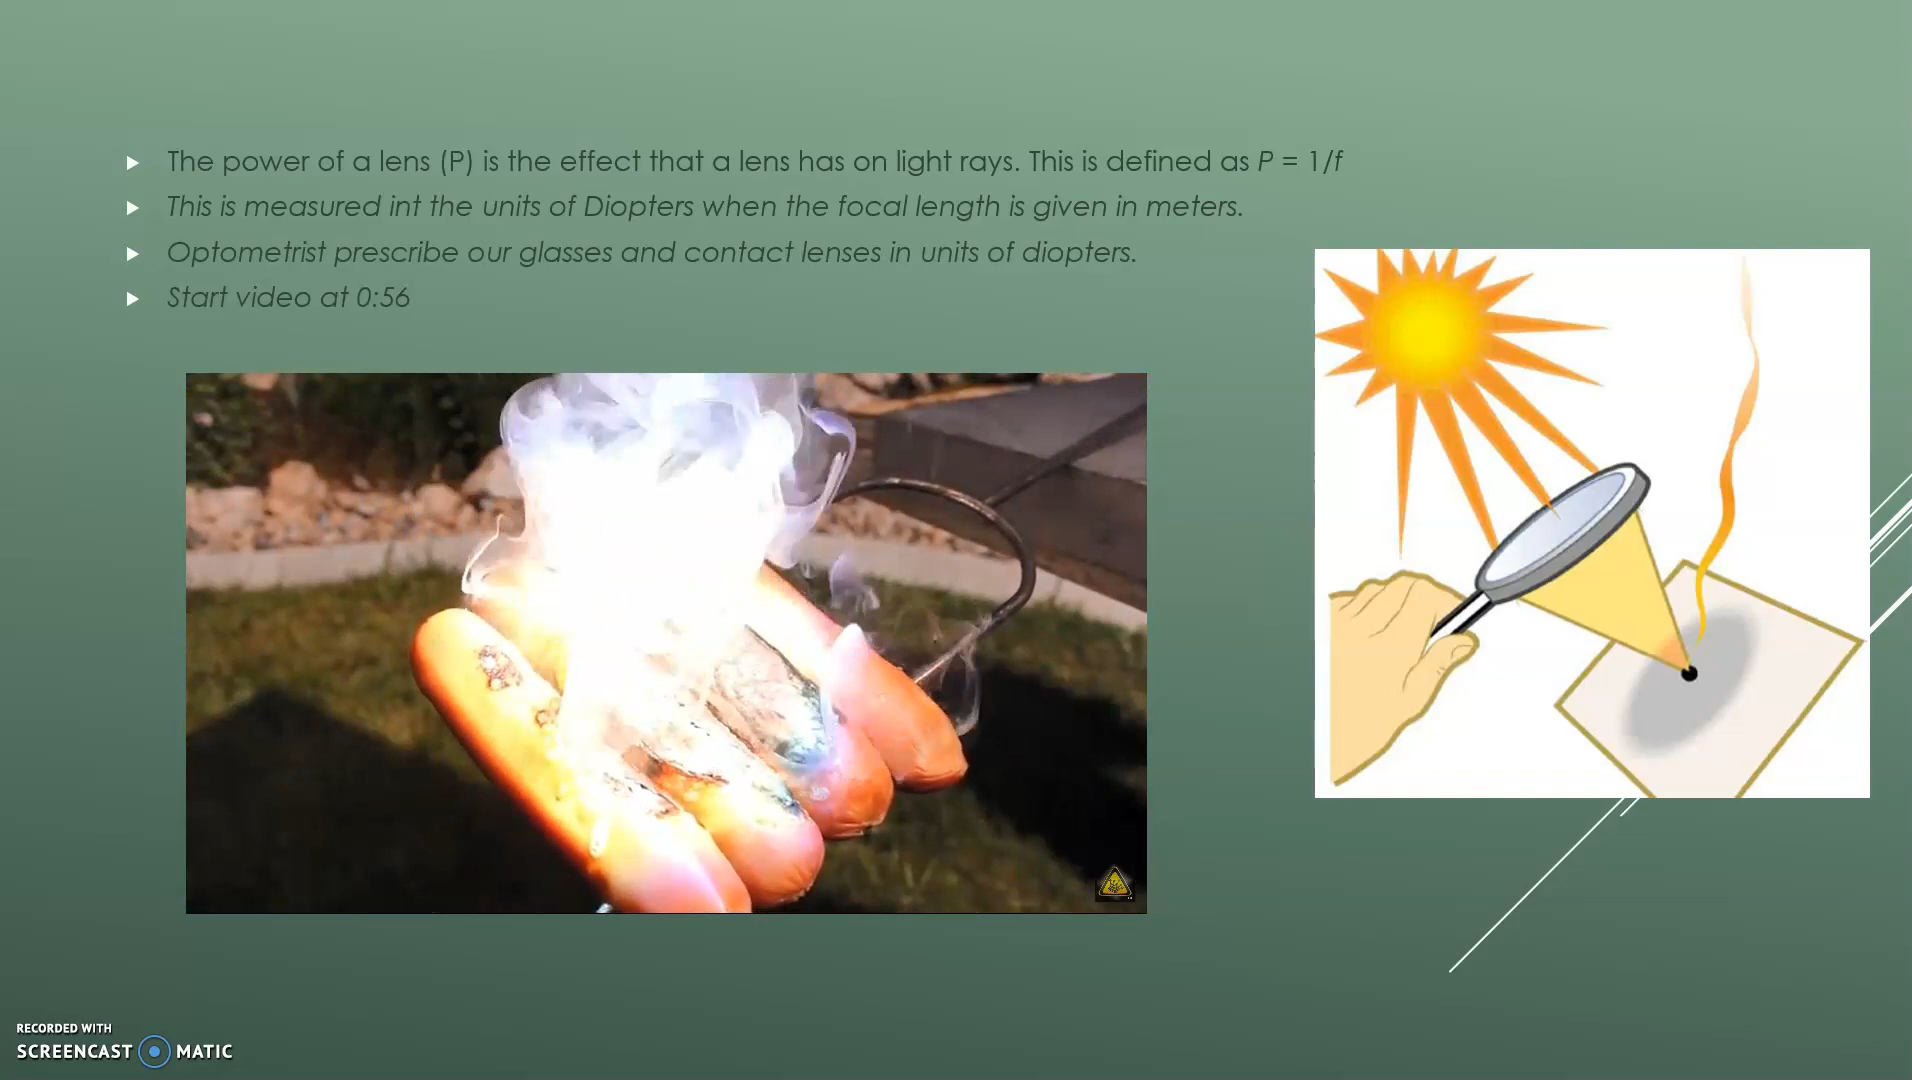 The power of a lens (P) is the effect that a lens has on light rays. This is defined as P = 1/f
This is measured int the units of Diopters when the focal length is given in meters.
Optometrist prescribe our glasses and contact lenses in units of diopters.
Start video at 0:56
RECORDED WITH
SCREENCAST MATIC